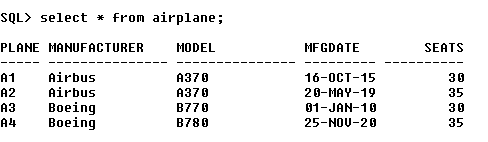 SQL> select * from airplane;
PLANE MANUFACTURER    MODEL           MFGDATE        SEATS
----- --------------- --------------- --------- ----------
A1    Airbus          A370            16-OCT-15         30
A2    Airbus          A370            20-MAY-19         35
A3    Boeing          B770            01-JAN-10         30
A4    Boeing          B780            25-NOV-20         35